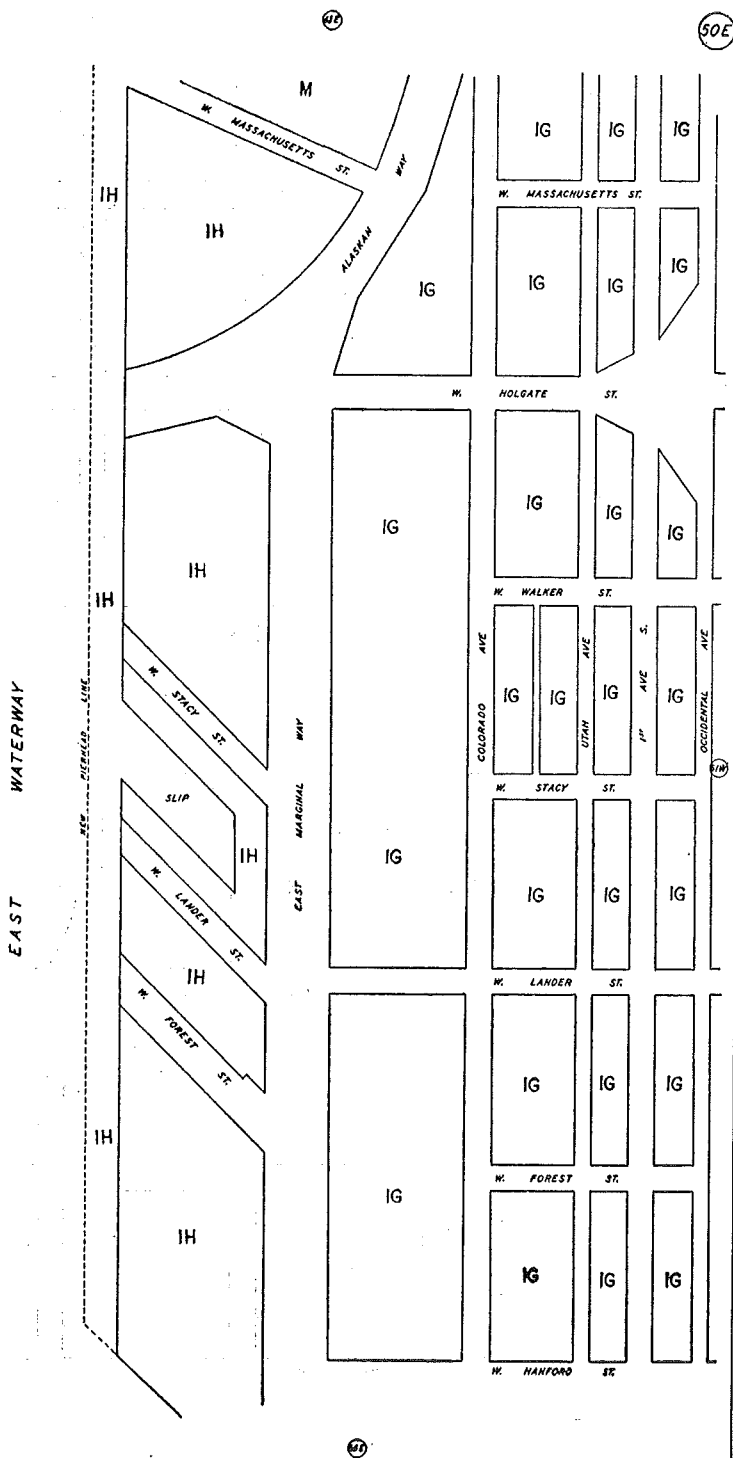 50E
M
W. MASSACHUSETTS ST.
ALASKAN WAY
IG
IG
IG
W. MASSACHUSETTS ST.
IH
IH
IG
IG
IG
IG
W. HOLGATE ST.
IG
IG
IG
IG
IH
IH
W. WALKER ST.
COLORADO AVE
UTAH AVE
1ST AVE S.
OCCIDENTAL AVE
IG
IG
IG
IG
W. STACY ST.
EAST MARGINAL WAY
EAST WATERWAY
NEW PIERHEAD LINE
51W
W. STACY ST.
SLIP
IH
IG
IG
IG
IG
W. LANDER ST.
W. LANDER ST.
IH
W. FOREST ST.
IG
IG
IG
IH
IG
W. FOREST ST.
IH
IG
IG
IG
W. HANFORD ST.